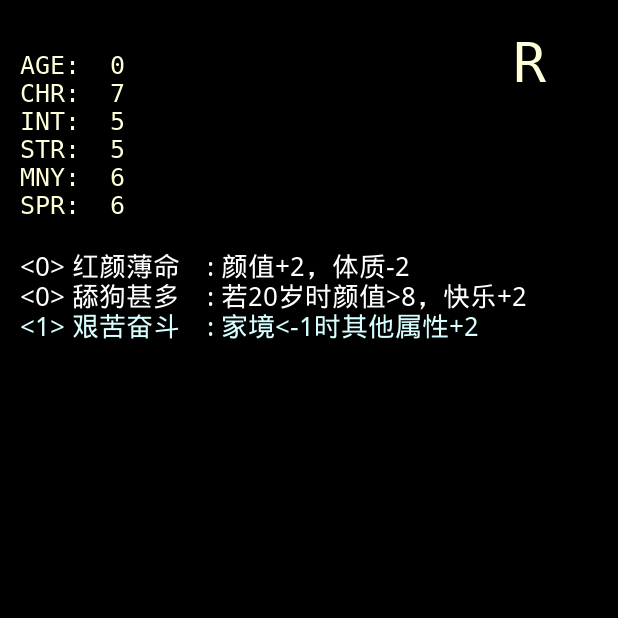 R
AGE: 0
CHR: 7
INT: 5
STR: 5
MNY: 6
SPR: 6
<0> 红颜薄命 : 颜值+2，体质-2
<0> 舔狗甚多 : 若20岁时颜值>8，快乐+2
<1> 艰苦奋斗 : 家境<-1时其他属性+2